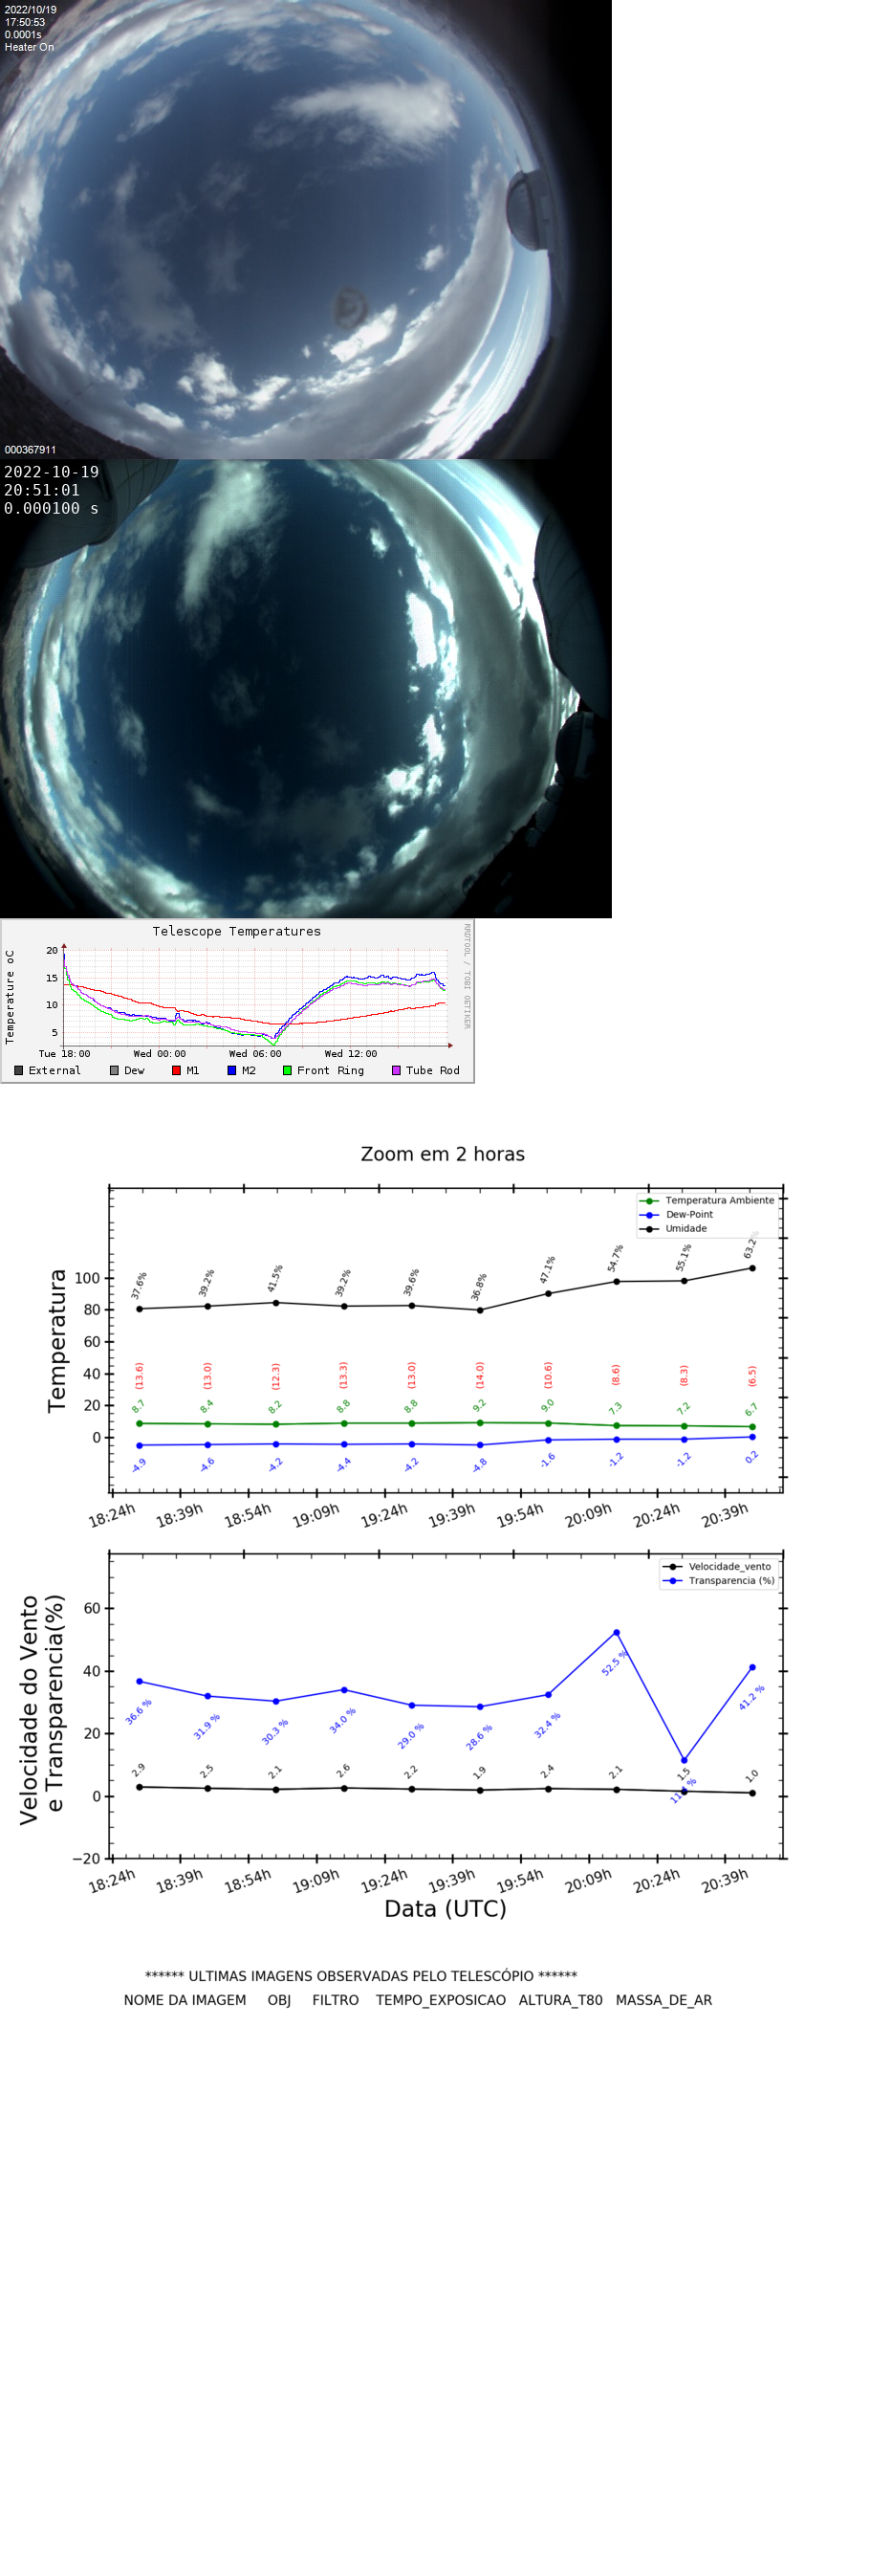 2022/10/19
17:50:53
0.0001s
Heater On
000367911
2022-10-19
20:51:01
0.000100 s
Telescope Temperatures
RRDTOOL / TOBI OETIKER
Temperature oC
20
15
10
5
Tue 18:00 Wed 00:00 Wed 06:00 Wed 12:00
External Dew M1 M2 Front Ring Tube Rod
Zoom em 2 horas
Temperatura Ambiente
Dew-Point
Umidade
Temperatura
100
80
60
40
20
0
37.6% 39.2% 41.5% 39.2% 39.6% 36.8% 47.1% 54.7% 55.1% 63.2%
(13.6) (13.0) (12.3) (13.3) (13.0) (14.0) (10.6) (8.6) (8.3) (6.5)
8.7 8.4 8.2 8.8 8.8 9.2 9.0 7.3 7.2 6.7
-4.9 -4.6 -4.2 -4.4 -4.2 -4.8 -1.6 -1.2 -1.2 0.2
18:24h 18:39h 18:54h 19:09h 19:24h 19:39h 19:54h 20:09h 20:24h 20:39h
Velocidade_vento
Transparencia (%)
Velocidade do Vento
e Transparencia(%)
60
40
20
0
−20
36.6 % 31.9 % 30.3 % 34.0 % 29.0 % 28.6 % 32.4 % 52.5 % 41.2 %
2.9 2.5 2.1 2.6 2.2 1.9 2.4 2.1 1.5 1.0
18:24h 18:39h 18:54h 19:09h 19:24h 19:39h 19:54h 20:09h 20:24h 20:39h
Data (UTC)
****** ULTIMAS IMAGENS OBSERVADAS PELO TELESCÓPIO ******
NOME DA IMAGEM OBJ FILTRO TEMPO_EXPOSICAO ALTURA_T80 MASSA_DE_AR